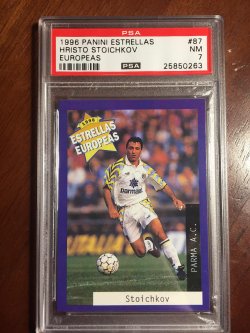 PSA
1996 PANINI ESTRELLAS #87
HRISTO STOICHKOV NM
EUROPEAS 7
PSA 25850263
1996
ESTRELLAS
EUROPEAS
Parmalat
PARMA A.C.
Stoichkov